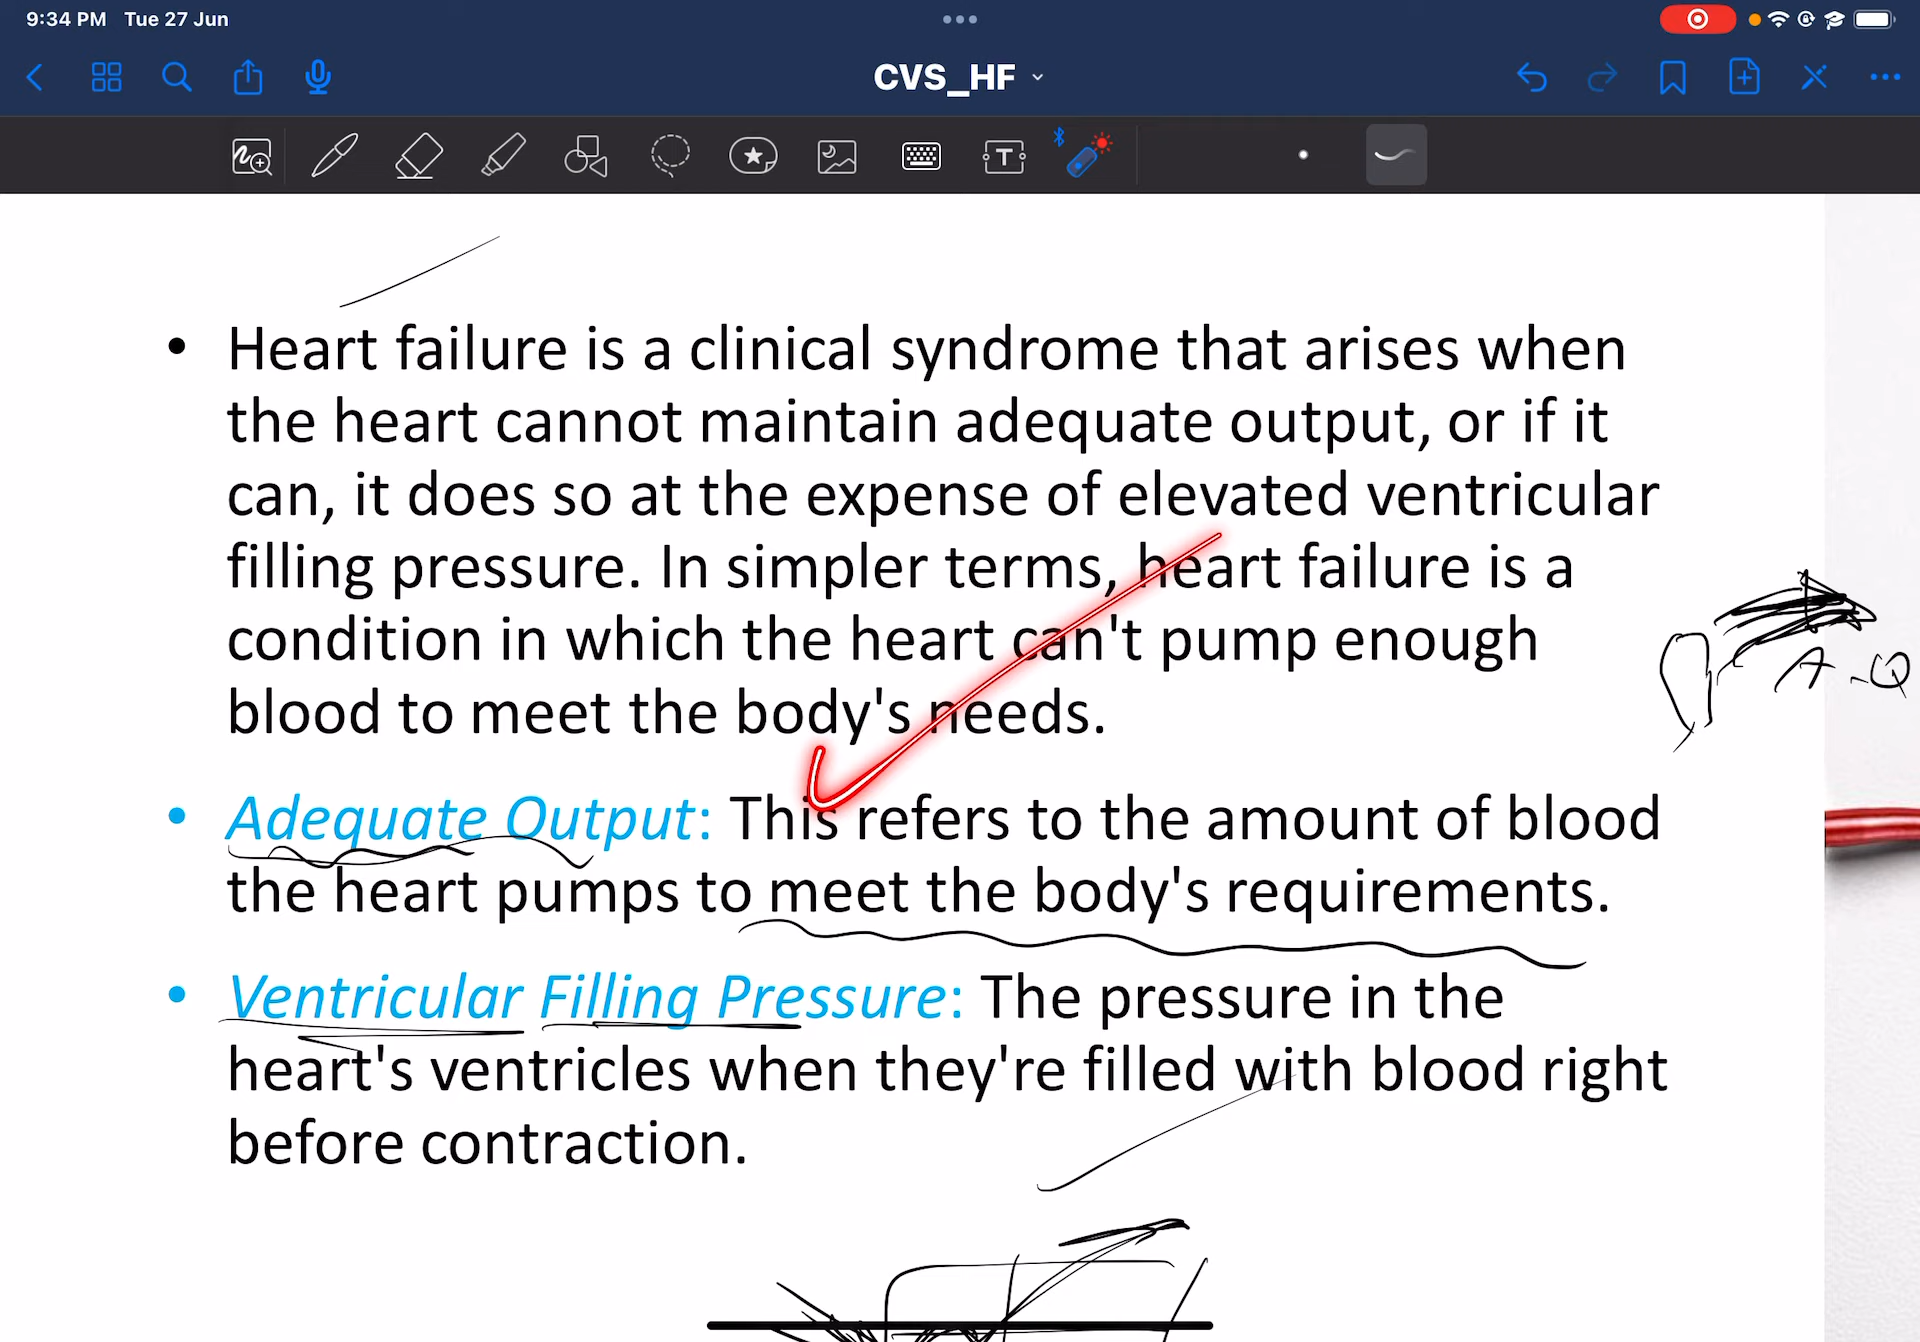 9:34 PM Tue 27 Jun
CVS_HF
T
• Heart failure is a clinical syndrome that arises when
the heart cannot maintain adequate output, or if it
can, it does so at the expense of elevated ventricular
filling pressure. In simpler terms, heart failure is a
condition in which the heart can't pump enough
blood to meet the body's needs.
A - Q
• Adequate Output: This refers to the amount of blood
the heart pumps to meet the body's requirements.
• Ventricular Filling Pressure: The pressure in the
heart's ventricles when they're filled with blood right
before contraction.